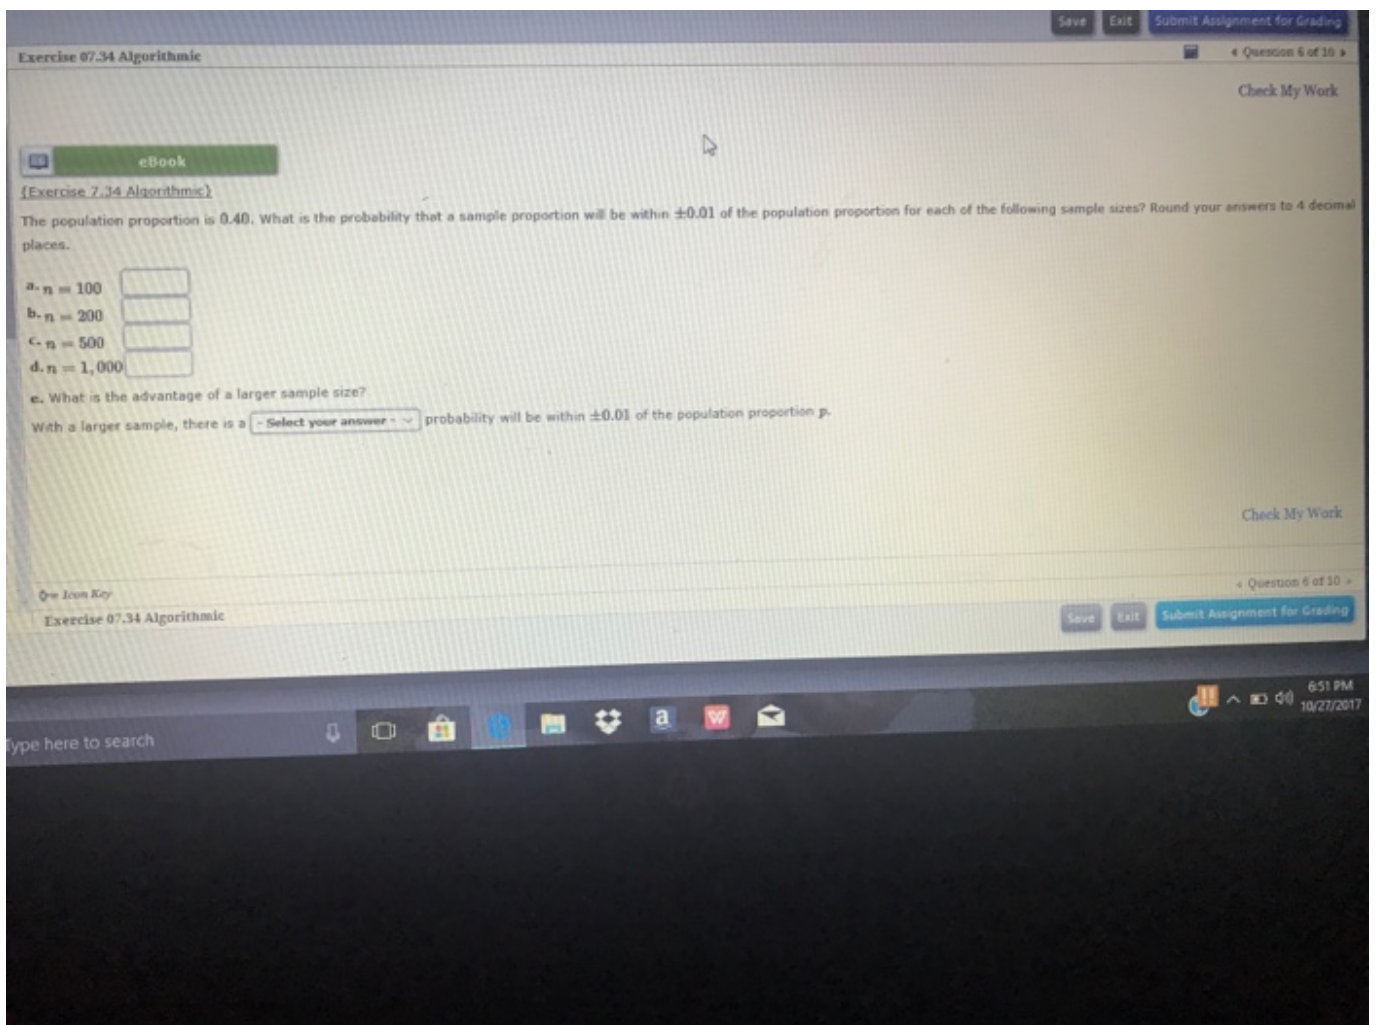 Save Exit Submit Assignment for Grading
Exercise 07.34 Algorithmic
Question 6 of 10
Check My Work
eBook
{Exercise 7.34 Algorithmic}
The population proportion is 0.40. What is the probability that a sample proportion will be within ±0.01 of the population proportion for each of the following sample sizes? Round your answers to 4 decimal
places.
a. n = 100
b. n = 200
c. n = 500
d. n = 1,000
e. What is the advantage of a larger sample size?
With a larger sample, there is a - Select your answer - probability will be within ±0.01 of the population proportion p.
Check My Work
Icon Key
Question 6 of 10
Exercise 07.34 Algorithmic
Save Exit Submit Assignment for Grading
6:51 PM
10/27/2017
Type here to search
a
W